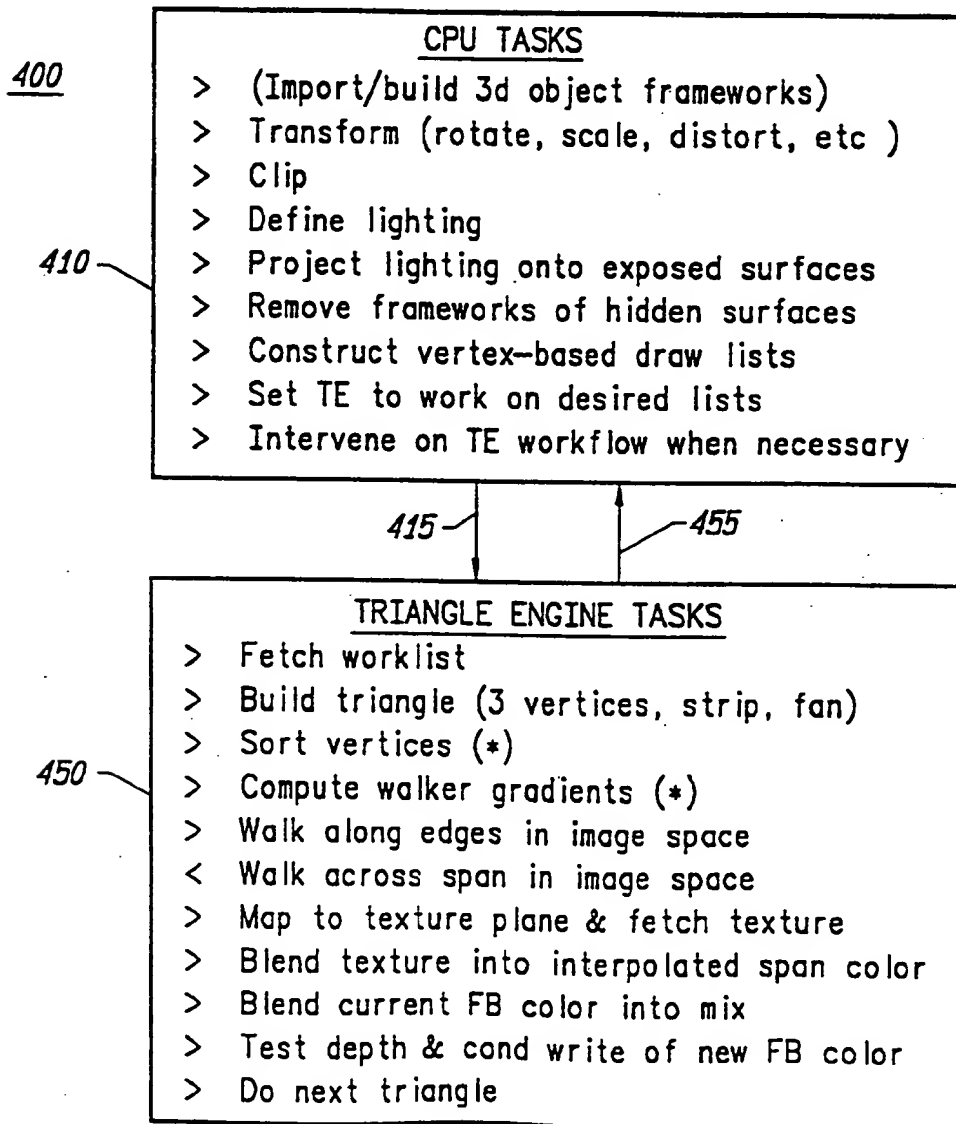 400
CPU TASKS
> (Import/build 3d object frameworks)
> Transform (rotate, scale, distort, etc )
> Clip
> Define lighting
410
> Project lighting onto exposed surfaces
> Remove frameworks of hidden surfaces
> Construct vertex-based draw lists
> Set TE to work on desired lists
> Intervene on TE workflow when necessary
415
455
TRIANGLE ENGINE TASKS
> Fetch worklist
> Build triangle (3 vertices, strip, fan)
> Sort vertices (*)
450
> Compute walker gradients (*)
> Walk along edges in image space
< Walk across span in image space
> Map to texture plane & fetch texture
> Blend texture into interpolated span color
> Blend current FB color into mix
> Test depth & cond write of new FB color
> Do next triangle